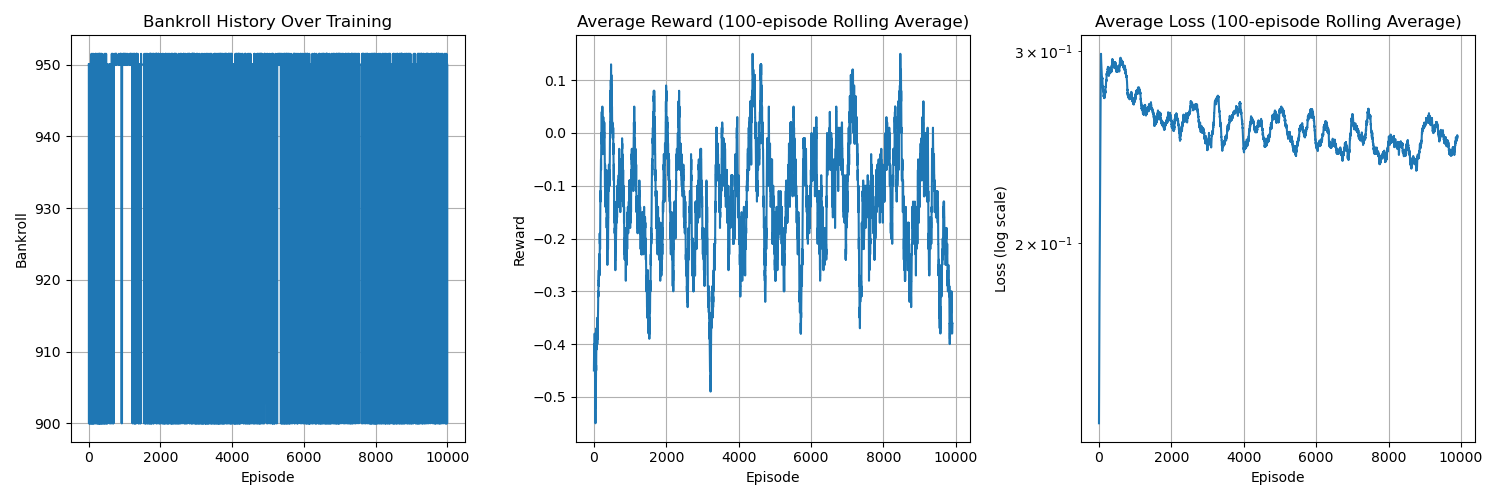 Bankroll History Over Training
950
940
930
920
910
900
Bankroll
0
2000
4000
6000
8000
10000
Episode
Average Reward (100-episode Rolling Average)
0.1
0.0
−0.1
−0.2
−0.3
−0.4
−0.5
Reward
0
2000
4000
6000
8000
10000
Episode
Average Loss (100-episode Rolling Average)
3 × 10⁻¹
2 × 10⁻¹
Loss (log scale)
0
2000
4000
6000
8000
10000
Episode